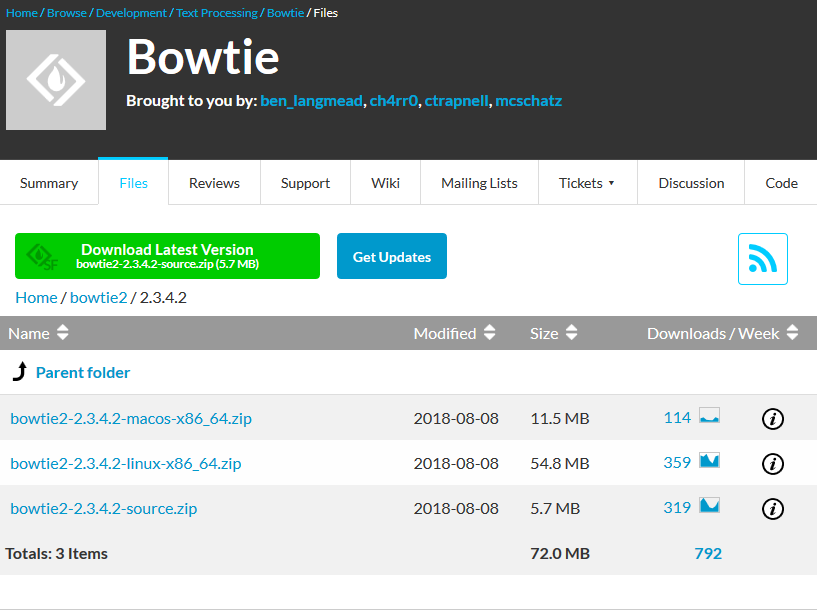 Home / Browse / Development / Text Processing / Bowtie / Files
Bowtie
Brought to you by: ben_langmead, ch4rr0, ctrapnell, mcschatz
Summary Files Reviews Support Wiki Mailing Lists Tickets Discussion Code
Download Latest Version
bowtie2-2.3.4.2-source.zip (5.7 MB)
SF
Get Updates
Home / bowtie2 / 2.3.4.2
Name Modified Size Downloads / Week
Parent folder
bowtie2-2.3.4.2-macos-x86_64.zip 2018-08-08 11.5 MB 114 i
bowtie2-2.3.4.2-linux-x86_64.zip 2018-08-08 54.8 MB 359 i
bowtie2-2.3.4.2-source.zip 2018-08-08 5.7 MB 319 i
Totals: 3 Items 72.0 MB 792